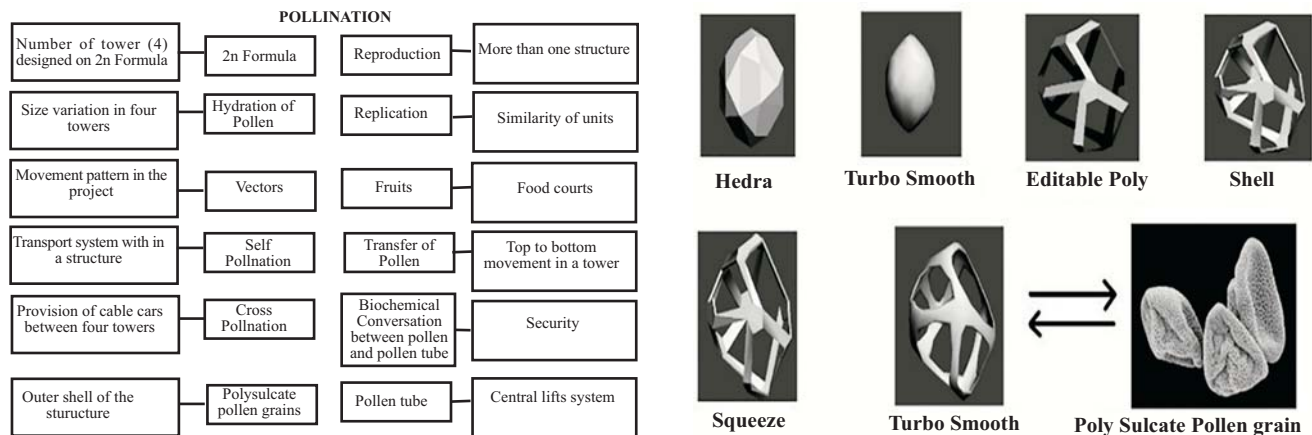 POLLINATION
Number of tower (4)
designed on 2n Formula
2n Formula
Reproduction
More than one structure
Size variation in four
towers
Hydration of
Pollen
Replication
Similarity of units
Movement pattern in the
project
Vectors
Fruits
Food courts
Transport system with in
a structure
Self
Pollnation
Transfer of
Pollen
Top to bottom
movement in a tower
Provision of cable cars
between four towers
Cross
Pollnation
Biochemical
Conversation
between pollen
and pollen tube
Security
Outer shell of the
sturucture
Polysulcate
pollen grains
Pollen tube
Central lifts system
Hedra
Turbo Smooth
Editable Poly
Shell
Squeeze
Turbo Smooth
Poly Sulcate Pollen grain